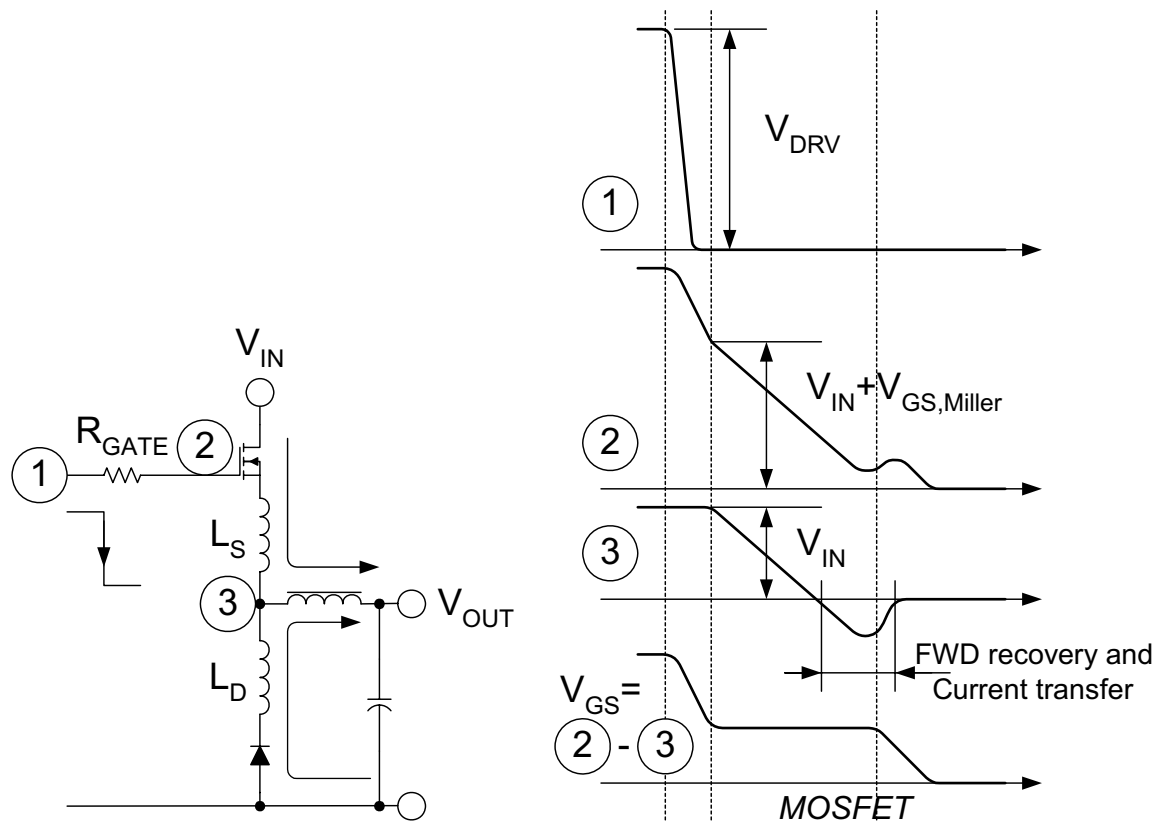 V_IN
R_GATE
2
1
L_S
3
V_OUT
L_D
V_DRV
1
V_IN+V_GS,Miller
2
V_IN
3
FWD recovery and
Current transfer
V_GS=
2 - 3
MOSFET